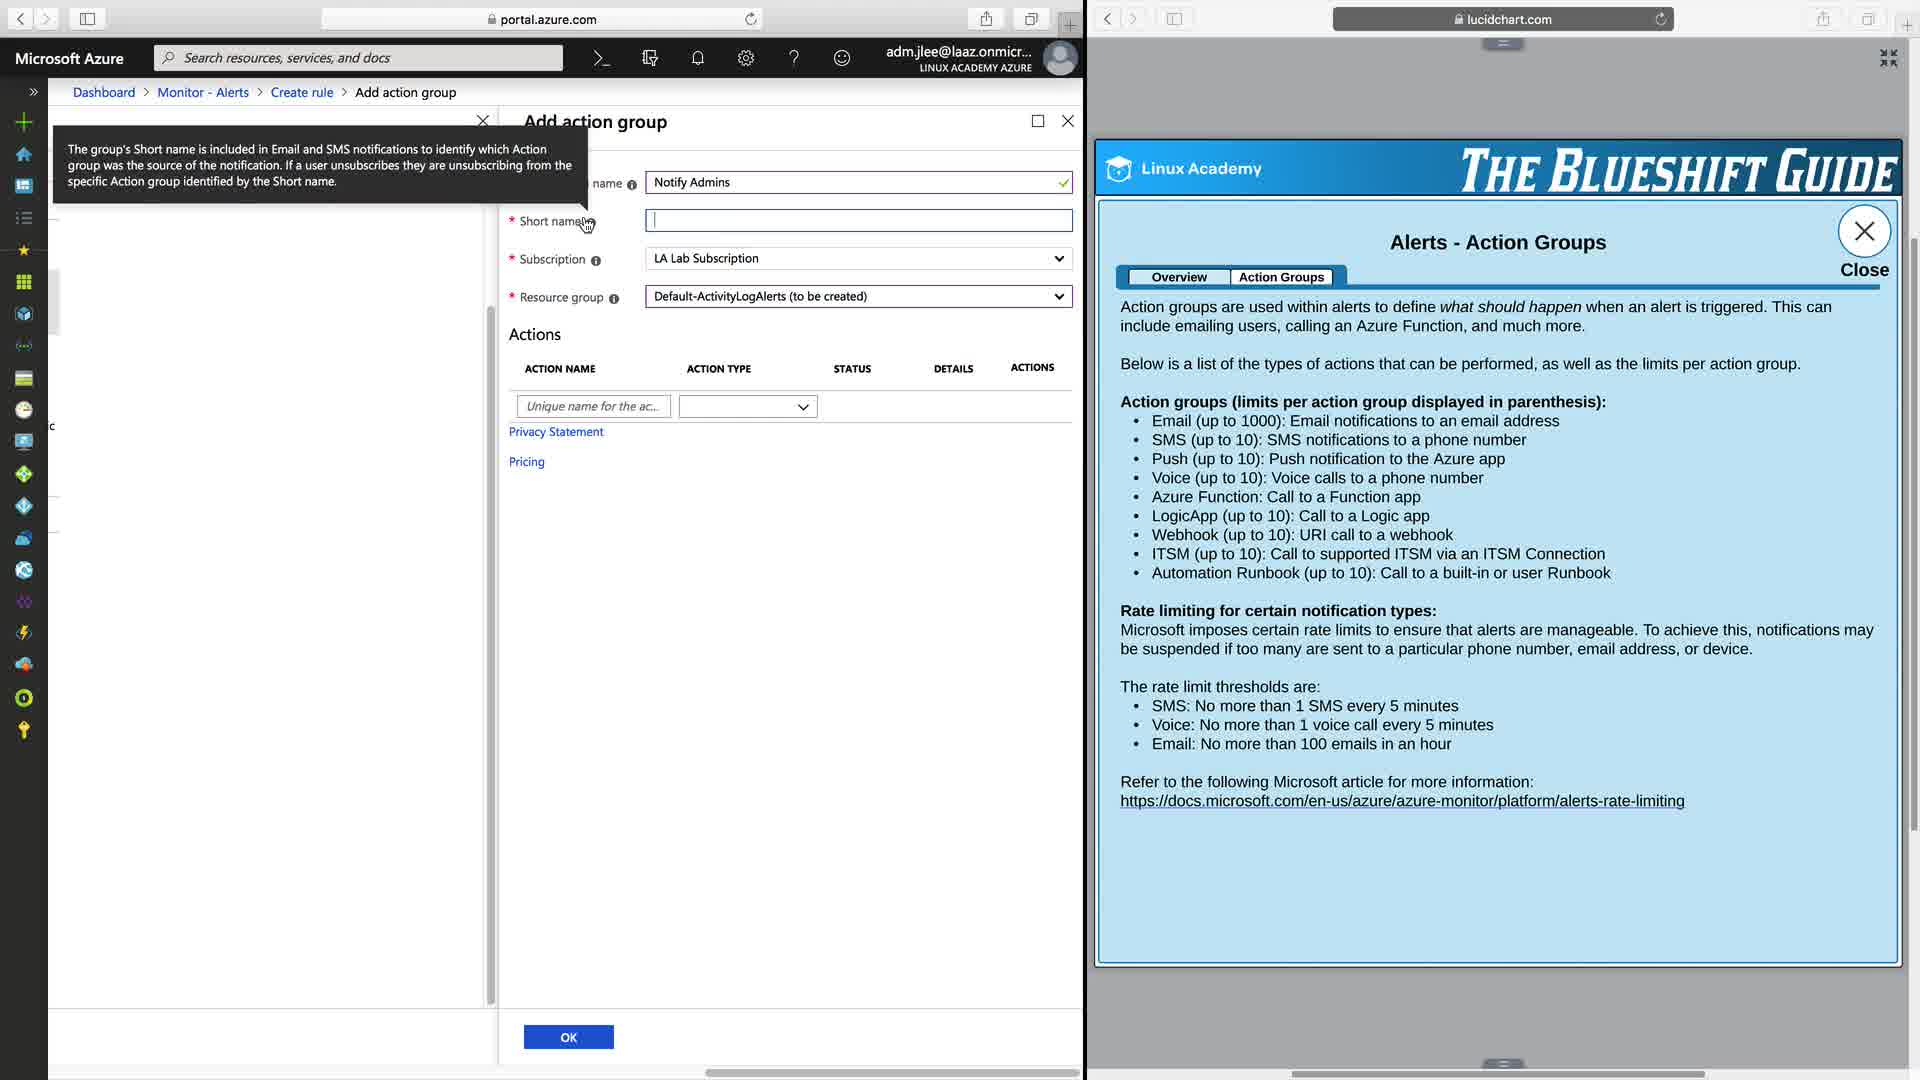 portal.azure.com
lucidchart.com
Microsoft Azure
Search resources, services, and docs
adm.jlee@laaz.onmicr...
LINUX ACADEMY AZURE
Dashboard > Monitor - Alerts > Create rule > Add action group
Add action group
The group's Short name is included in Email and SMS notifications to identify which Action
group was the source of the notification. If a user unsubscribes they are unsubscribing from the
specific Action group identified by the Short name.
name
Notify Admins
* Short name
* Subscription
LA Lab Subscription
* Resource group
Default-ActivityLogAlerts (to be created)
Actions
ACTION NAME
ACTION TYPE
STATUS
DETAILS
ACTIONS
Unique name for the ac...
c
Privacy Statement
Pricing
OK
Linux Academy
THE BLUESHIFT GUIDE
Alerts - Action Groups
Close
Overview
Action Groups
Action groups are used within alerts to define what should happen when an alert is triggered. This can
include emailing users, calling an Azure Function, and much more.
Below is a list of the types of actions that can be performed, as well as the limits per action group.
Action groups (limits per action group displayed in parenthesis):
• Email (up to 1000): Email notifications to an email address
• SMS (up to 10): SMS notifications to a phone number
• Push (up to 10): Push notification to the Azure app
• Voice (up to 10): Voice calls to a phone number
• Azure Function: Call to a Function app
• LogicApp (up to 10): Call to a Logic app
• Webhook (up to 10): URI call to a webhook
• ITSM (up to 10): Call to supported ITSM via an ITSM Connection
• Automation Runbook (up to 10): Call to a built-in or user Runbook
Rate limiting for certain notification types:
Microsoft imposes certain rate limits to ensure that alerts are manageable. To achieve this, notifications may
be suspended if too many are sent to a particular phone number, email address, or device.
The rate limit thresholds are:
• SMS: No more than 1 SMS every 5 minutes
• Voice: No more than 1 voice call every 5 minutes
• Email: No more than 100 emails in an hour
Refer to the following Microsoft article for more information:
https://docs.microsoft.com/en-us/azure/azure-monitor/platform/alerts-rate-limiting